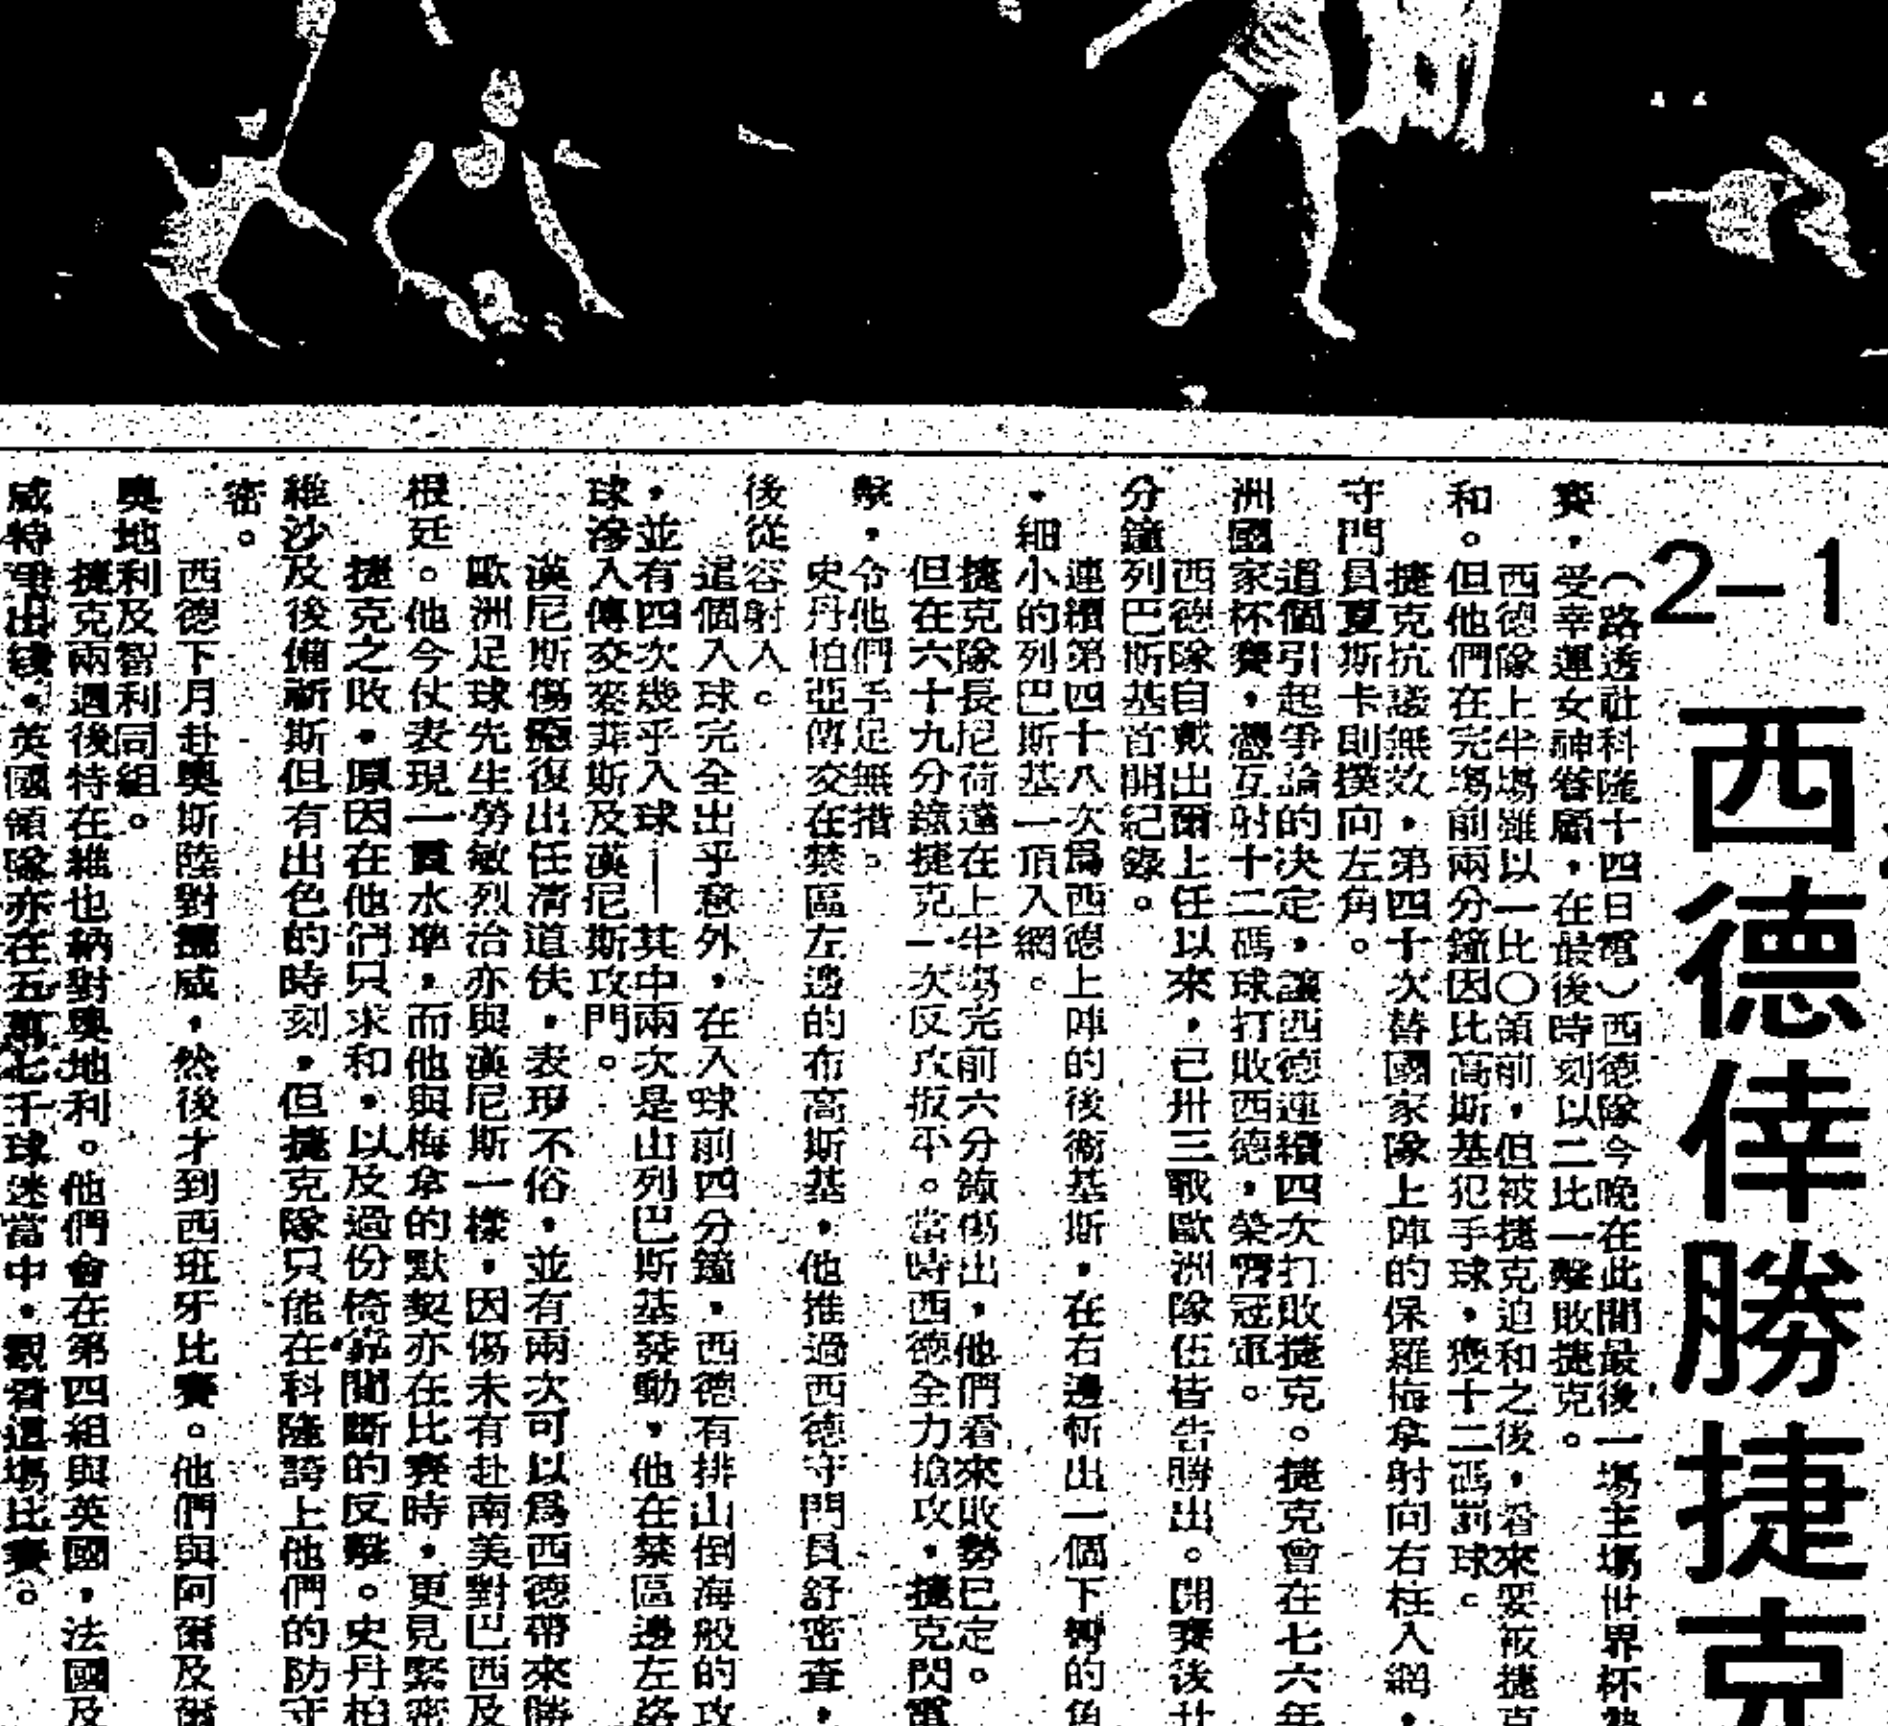 2－1
西德倖勝捷克
（路透社科隆十四日電）西德隊今晚在此間最後一場主場世界杯
賽，受幸運女神眷顧，在最後時刻以二比一擊敗捷克。
西德隊上半場雖以一比〇領前，但被捷克迫和之後，看來要被捷克
和。但他們在完場前兩分鐘因比高斯基犯手球，獲十二碼罰球。
捷克抗議無效，第四十次替國家隊上陣的保羅梅拿射向右柱入網，
守門員夏斯卡則撲向左角。
這個引起爭論的決定，讓西德連續四次打敗捷克。捷克會在七六年
洲國家杯賽，憑互射十二碼球打敗西德，榮膺冠軍。
西德隊自戴出爾上任以來，已卅三戰歐洲隊伍皆告勝出。開賽後廿
分鐘列巴斯基首開紀錄。
連續第四十八次為西德上陣的後衛基斯，在右邊斬出一個下彎的角
，細小的列巴斯基一頂入網。
捷克隊長尼荷達在上半場完前六分鐘傷出，他們看來敗勢已定。
但在六十九分鐘捷克一次反攻扳平。當時西德全力搶攻，捷克閃電
擊，令他們手足無措。
史丹柏亞傳交在禁區左邊的布高斯基，他推過西德守門員舒密查，
後從容射入。
這個入球完全出乎意外，在入球前四分鐘，西德有排山倒海般的攻
，並有四次幾乎入球——其中兩次是由列巴斯基發動，他在禁區邊左路
球滲入傳交麥菲斯及漢尼斯攻門。
漢尼斯傷癒復出任清道伕，表現不俗，並有兩次可以為西德帶來勝
歐洲足球先生勞敏烈治亦與漢尼斯一樣，因傷未有赴南美對巴西及
根廷。他今仗表現一貫水準，而他與梅拿的默契亦在比賽時，更見緊密
捷克之敗，原因在他們只求和，以及過份倚靠間斷的反擊。史丹柏
維沙及後備祈斯但有出色的時刻，但捷克隊只能在科隆誇上他們的防守
密。
西德下月赴奧斯陸對挪威，然後才到西班牙比賽。他們與阿爾及爾
奧地利及智利同組。
捷克兩週後特在維也納對奧地利。他們會在第四組與英國，法國及
威特爭出綫。英國領隊亦在五萬七千球迷當中，觀看這場比賽。